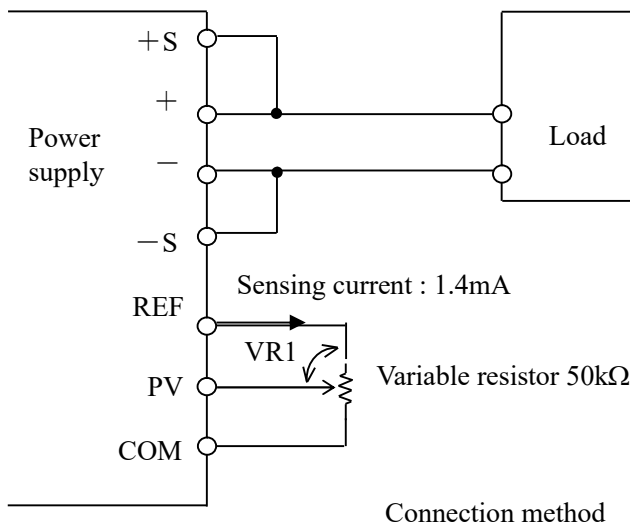 +S
+
Power
supply
−
−S
Load
REF
Sensing current : 1.4mA
VR1
PV
Variable resistor 50kΩ
COM
Connection method